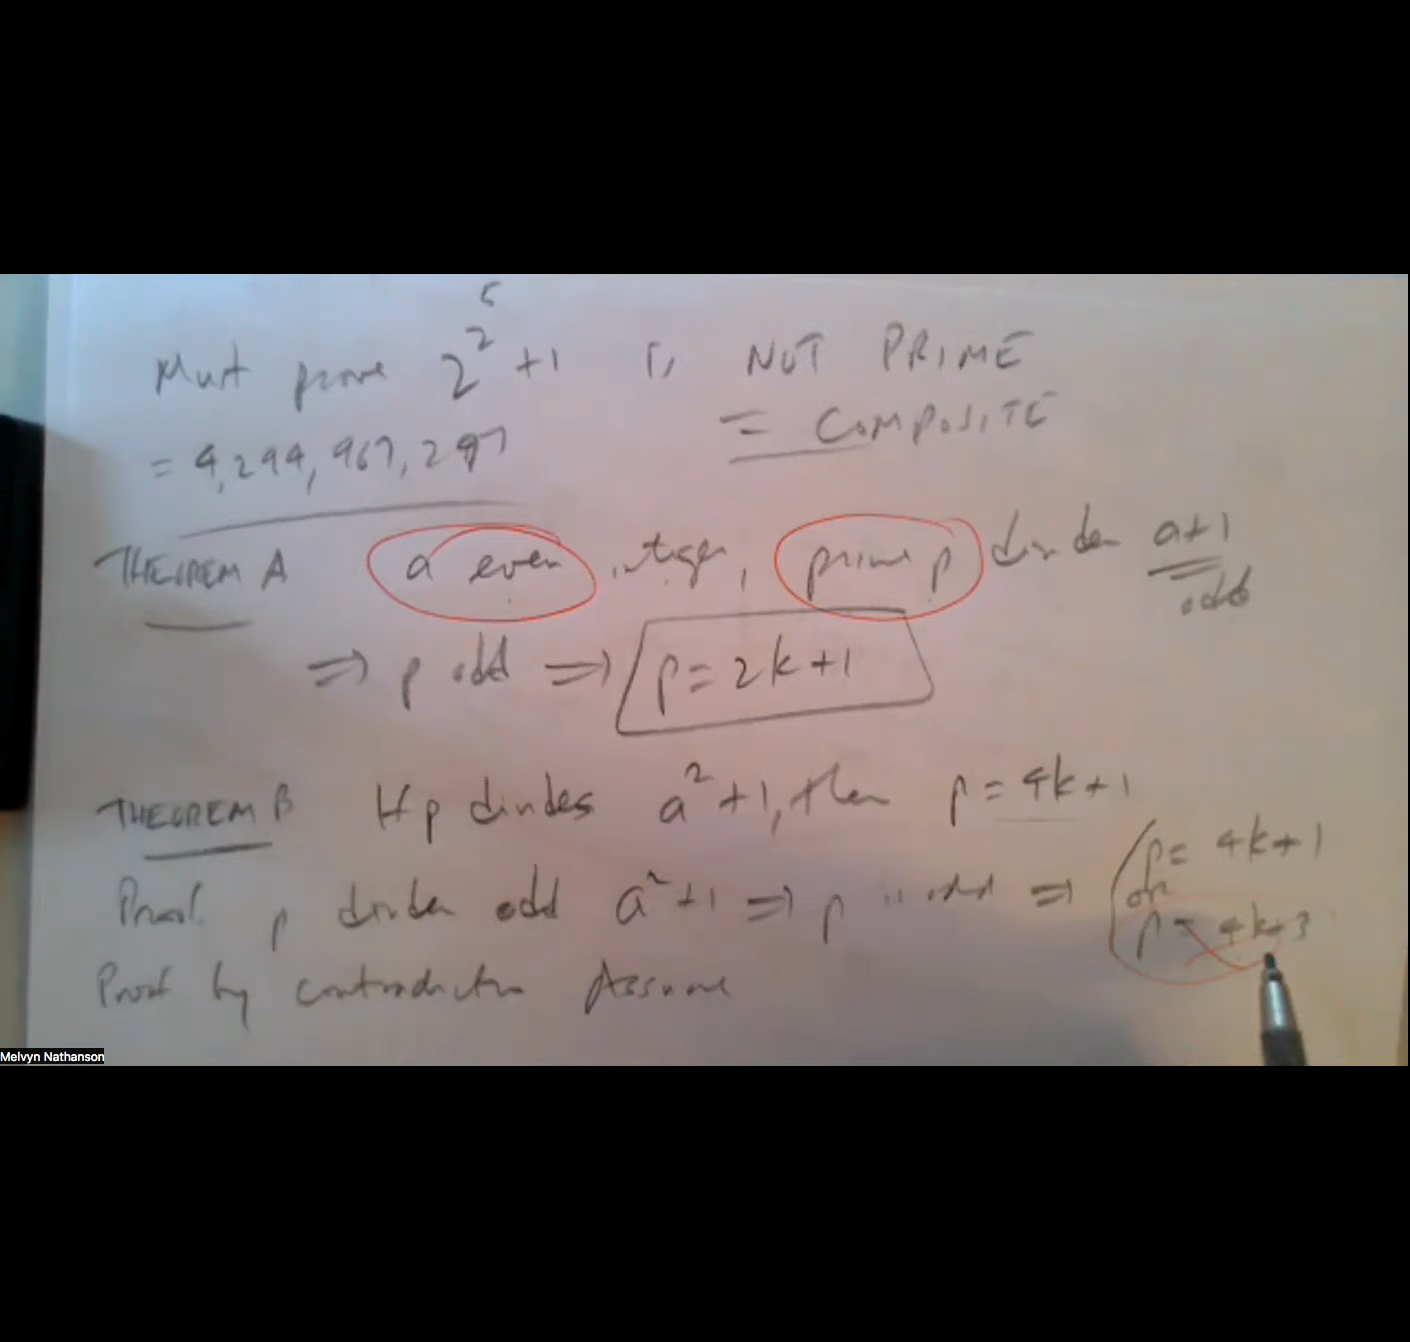 Must prove 2^2^5 + 1 is NOT PRIME
= 4,294,967,297 = COMPOSITE
THEOREM A a even integer, prime p divides a+1
odd
⇒ p odd ⇒ p = 2k+1
THEOREM B If p divides a^2+1, then p = 4k+1
p = 4k+1
Proof. p divides odd a^2+1 ⇒ p is odd ⇒ or
p = 4k+3
Proof by contradiction Assume
Melvyn Nathanson